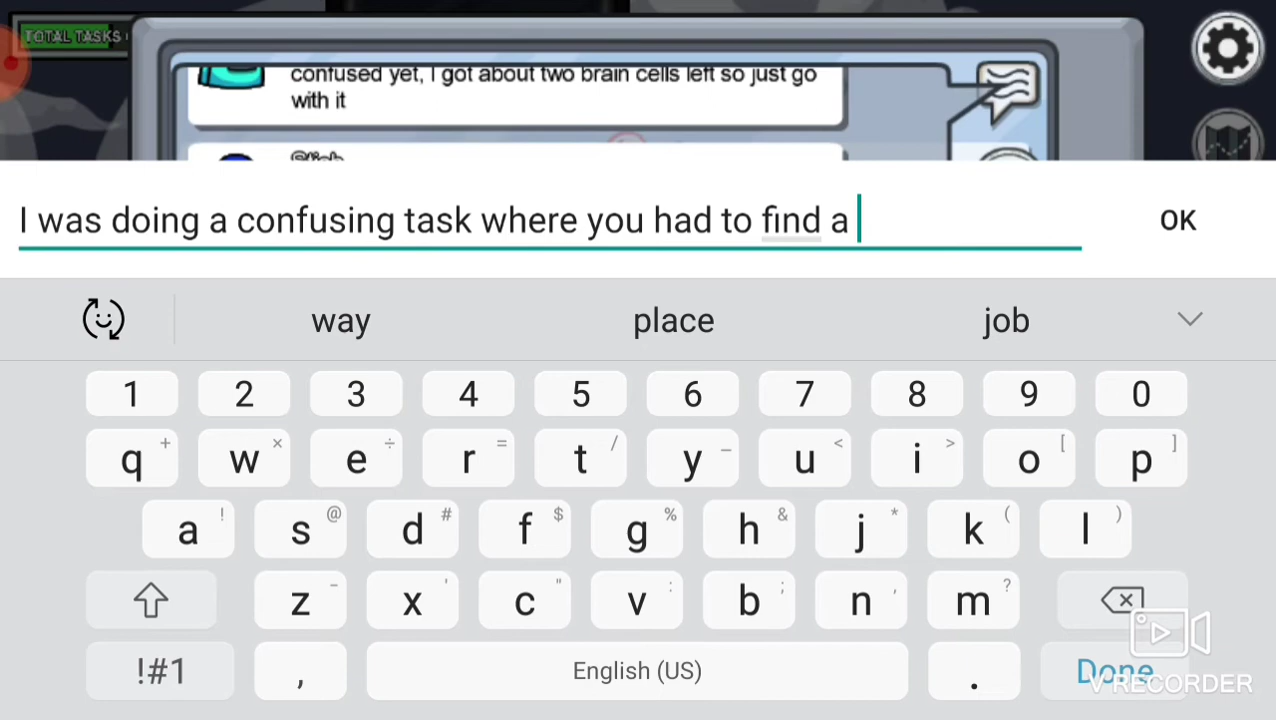 TOTAL TASKS
confused yet, I got about two brain cells left so just go
with it
I was doing a confusing task where you had to find a
OK
way place job
1 2 3 4 5 6 7 8 9 0
q + w × e ÷ r = t / y _ u < i > o [ p ]
a ! s @ d # f $ g % h & j * k ( l )
z - x ' c " v : b ; n , m ?
!#1 , English (US) . Done
V RECORDER